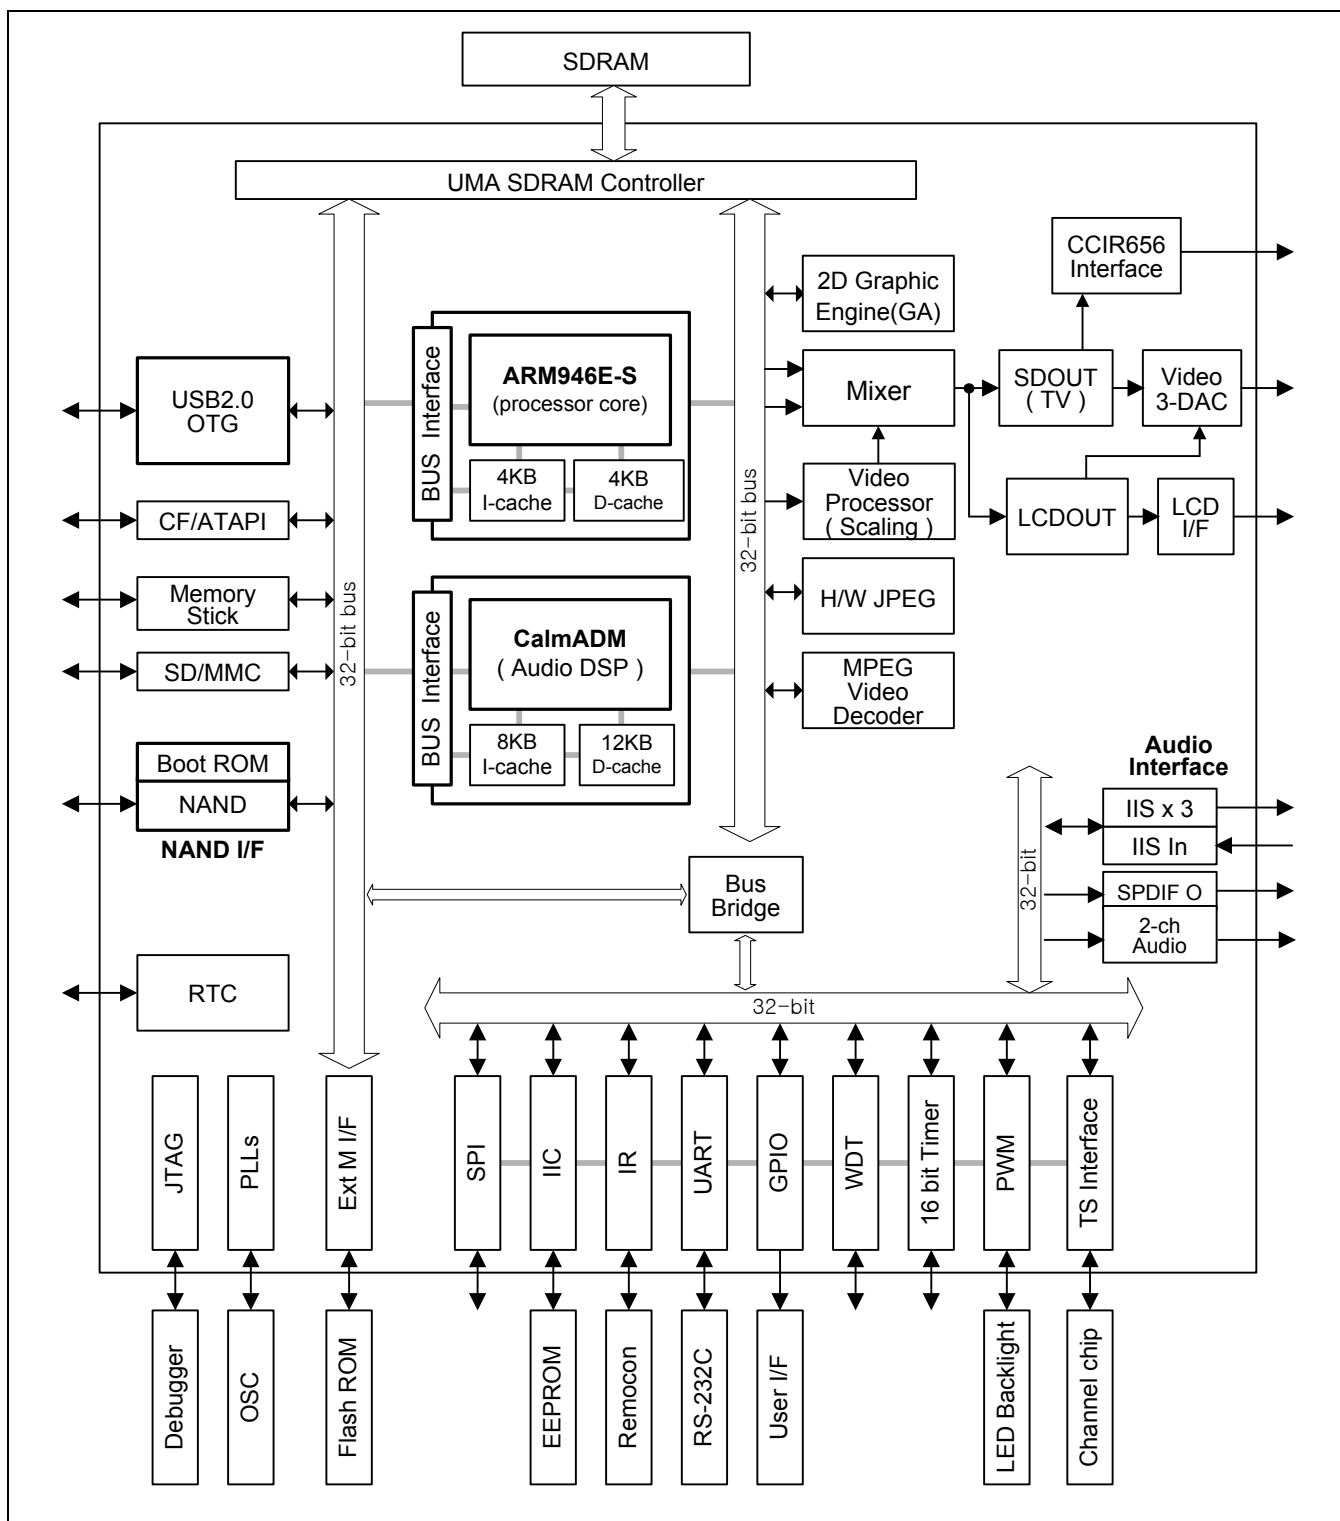 SDRAM
UMA SDRAM Controller
CCIR656
Interface
2D Graphic
Engine(GA)
BUS Interface
ARM946E-S
(processor core)
4KB
I-cache
4KB
D-cache
USB2.0
OTG
Mixer
SDOUT
( TV )
Video
3-DAC
CF/ATAPI
Video
Processor
( Scaling )
LCDOUT
LCD
I/F
32-bit bus
32-bit bus
Memory
Stick
H/W JPEG
BUS Interface
CalmADM
( Audio DSP )
8KB
I-cache
12KB
D-cache
SD/MMC
MPEG
Video
Decoder
Boot ROM
NAND
NAND I/F
Audio
Interface
IIS x 3
IIS In
32-bit
SPDIF O
2-ch
Audio
Bus
Bridge
RTC
32-bit
JTAG
PLLs
Ext M I/F
SPI
IIC
IR
UART
GPIO
WDT
16 bit Timer
PWM
TS Interface
Debugger
OSC
Flash ROM
EEPROM
Remocon
RS-232C
User I/F
LED Backlight
Channel chip